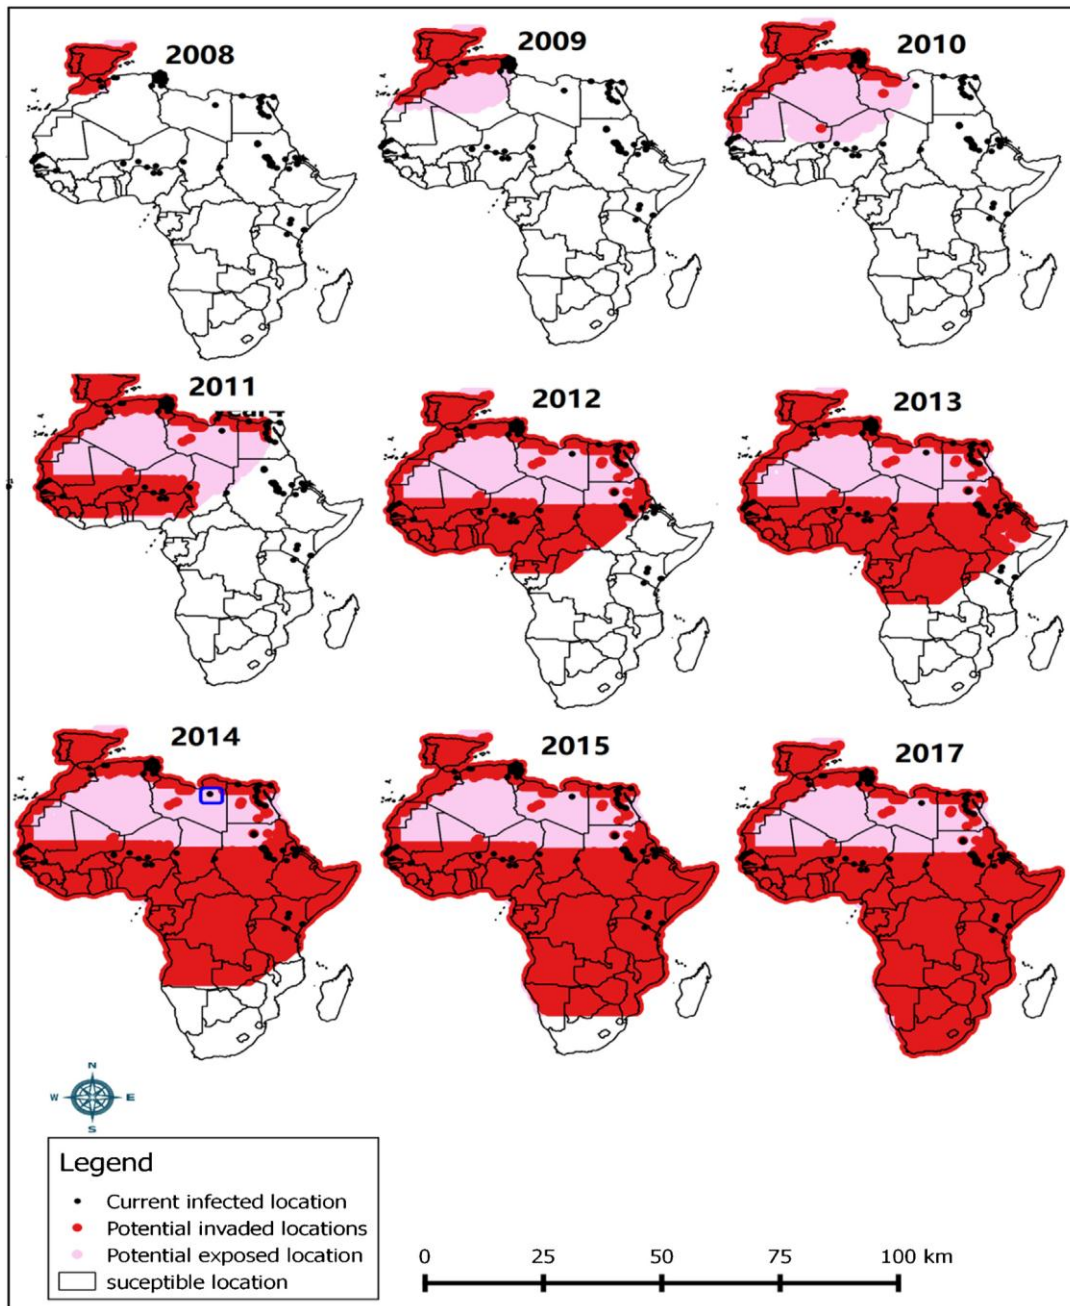 2008
2009
2010
2011
2012
2013
2014
2015
2017
N
W E
S
Legend
Current infected location
Potential invaded locations
Potential exposed location
suceptible location
0 25 50 75 100 km